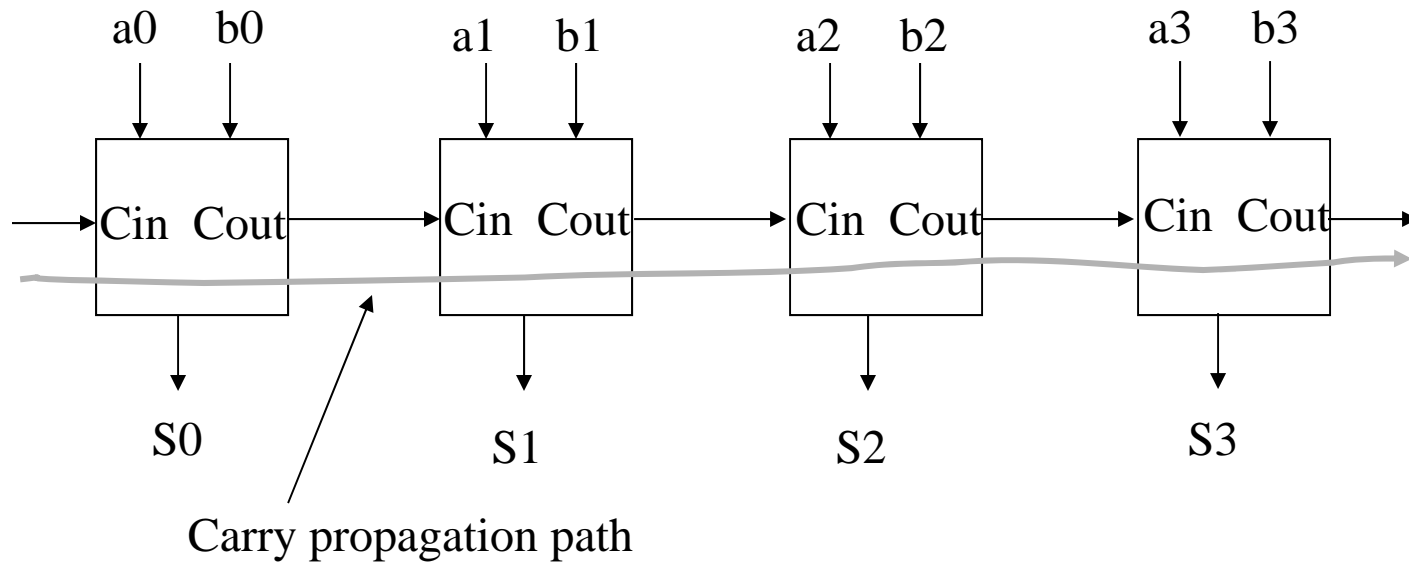 a0 b0 a1 b1 a2 b2 a3 b3
Cin Cout Cin Cout Cin Cout Cin Cout
S0 S1 S2 S3
Carry propagation path